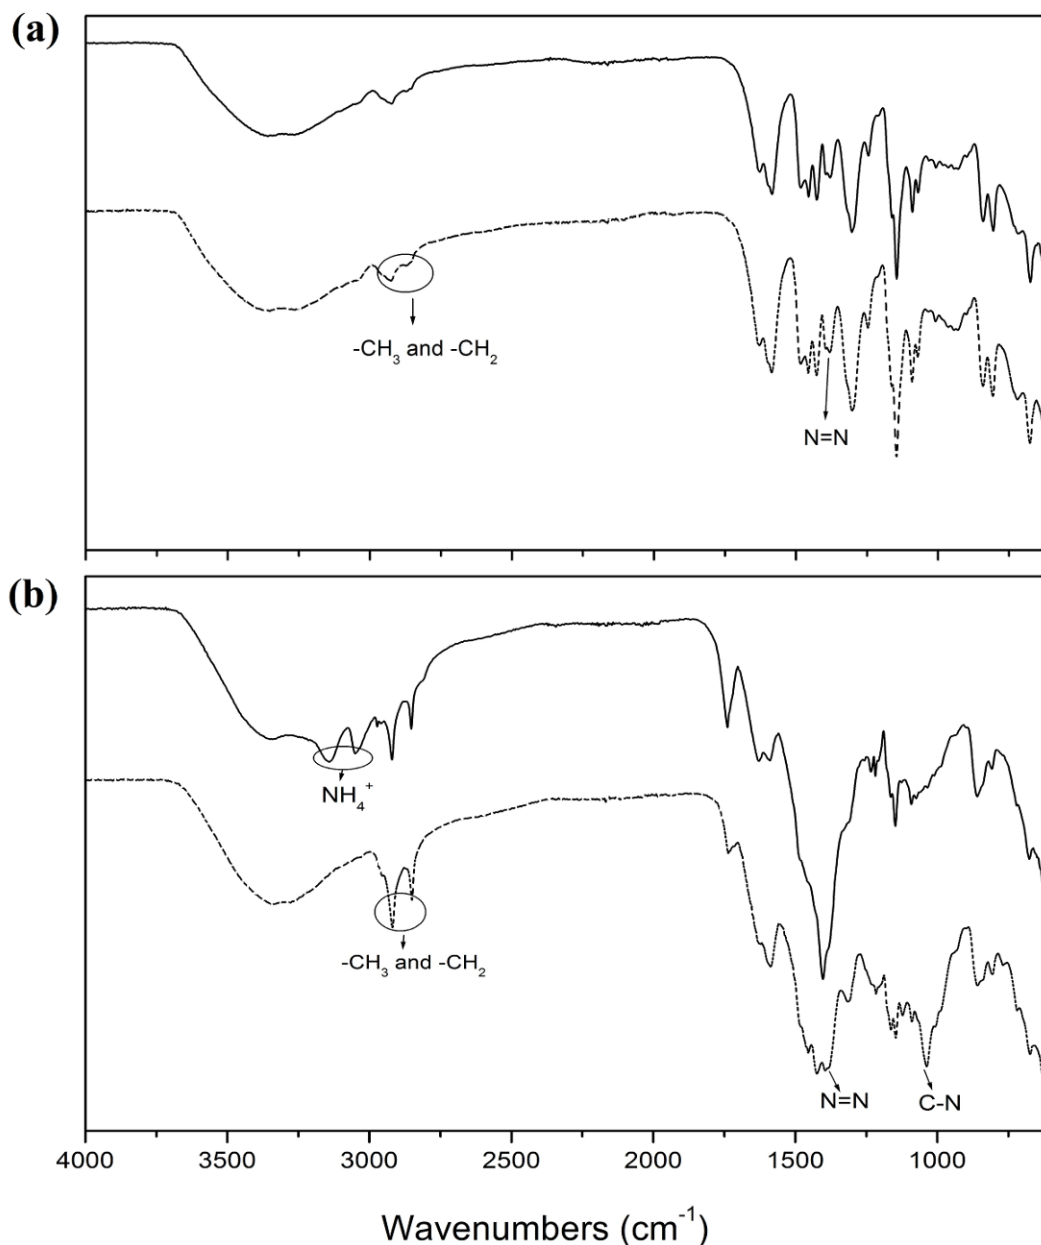 (a)
-CH₃ and -CH₂
N=N
(b)
NH₄⁺
-CH₃ and -CH₂
N=N
C-N
4000 3500 3000 2500 2000 1500 1000
Wavenumbers (cm⁻¹)